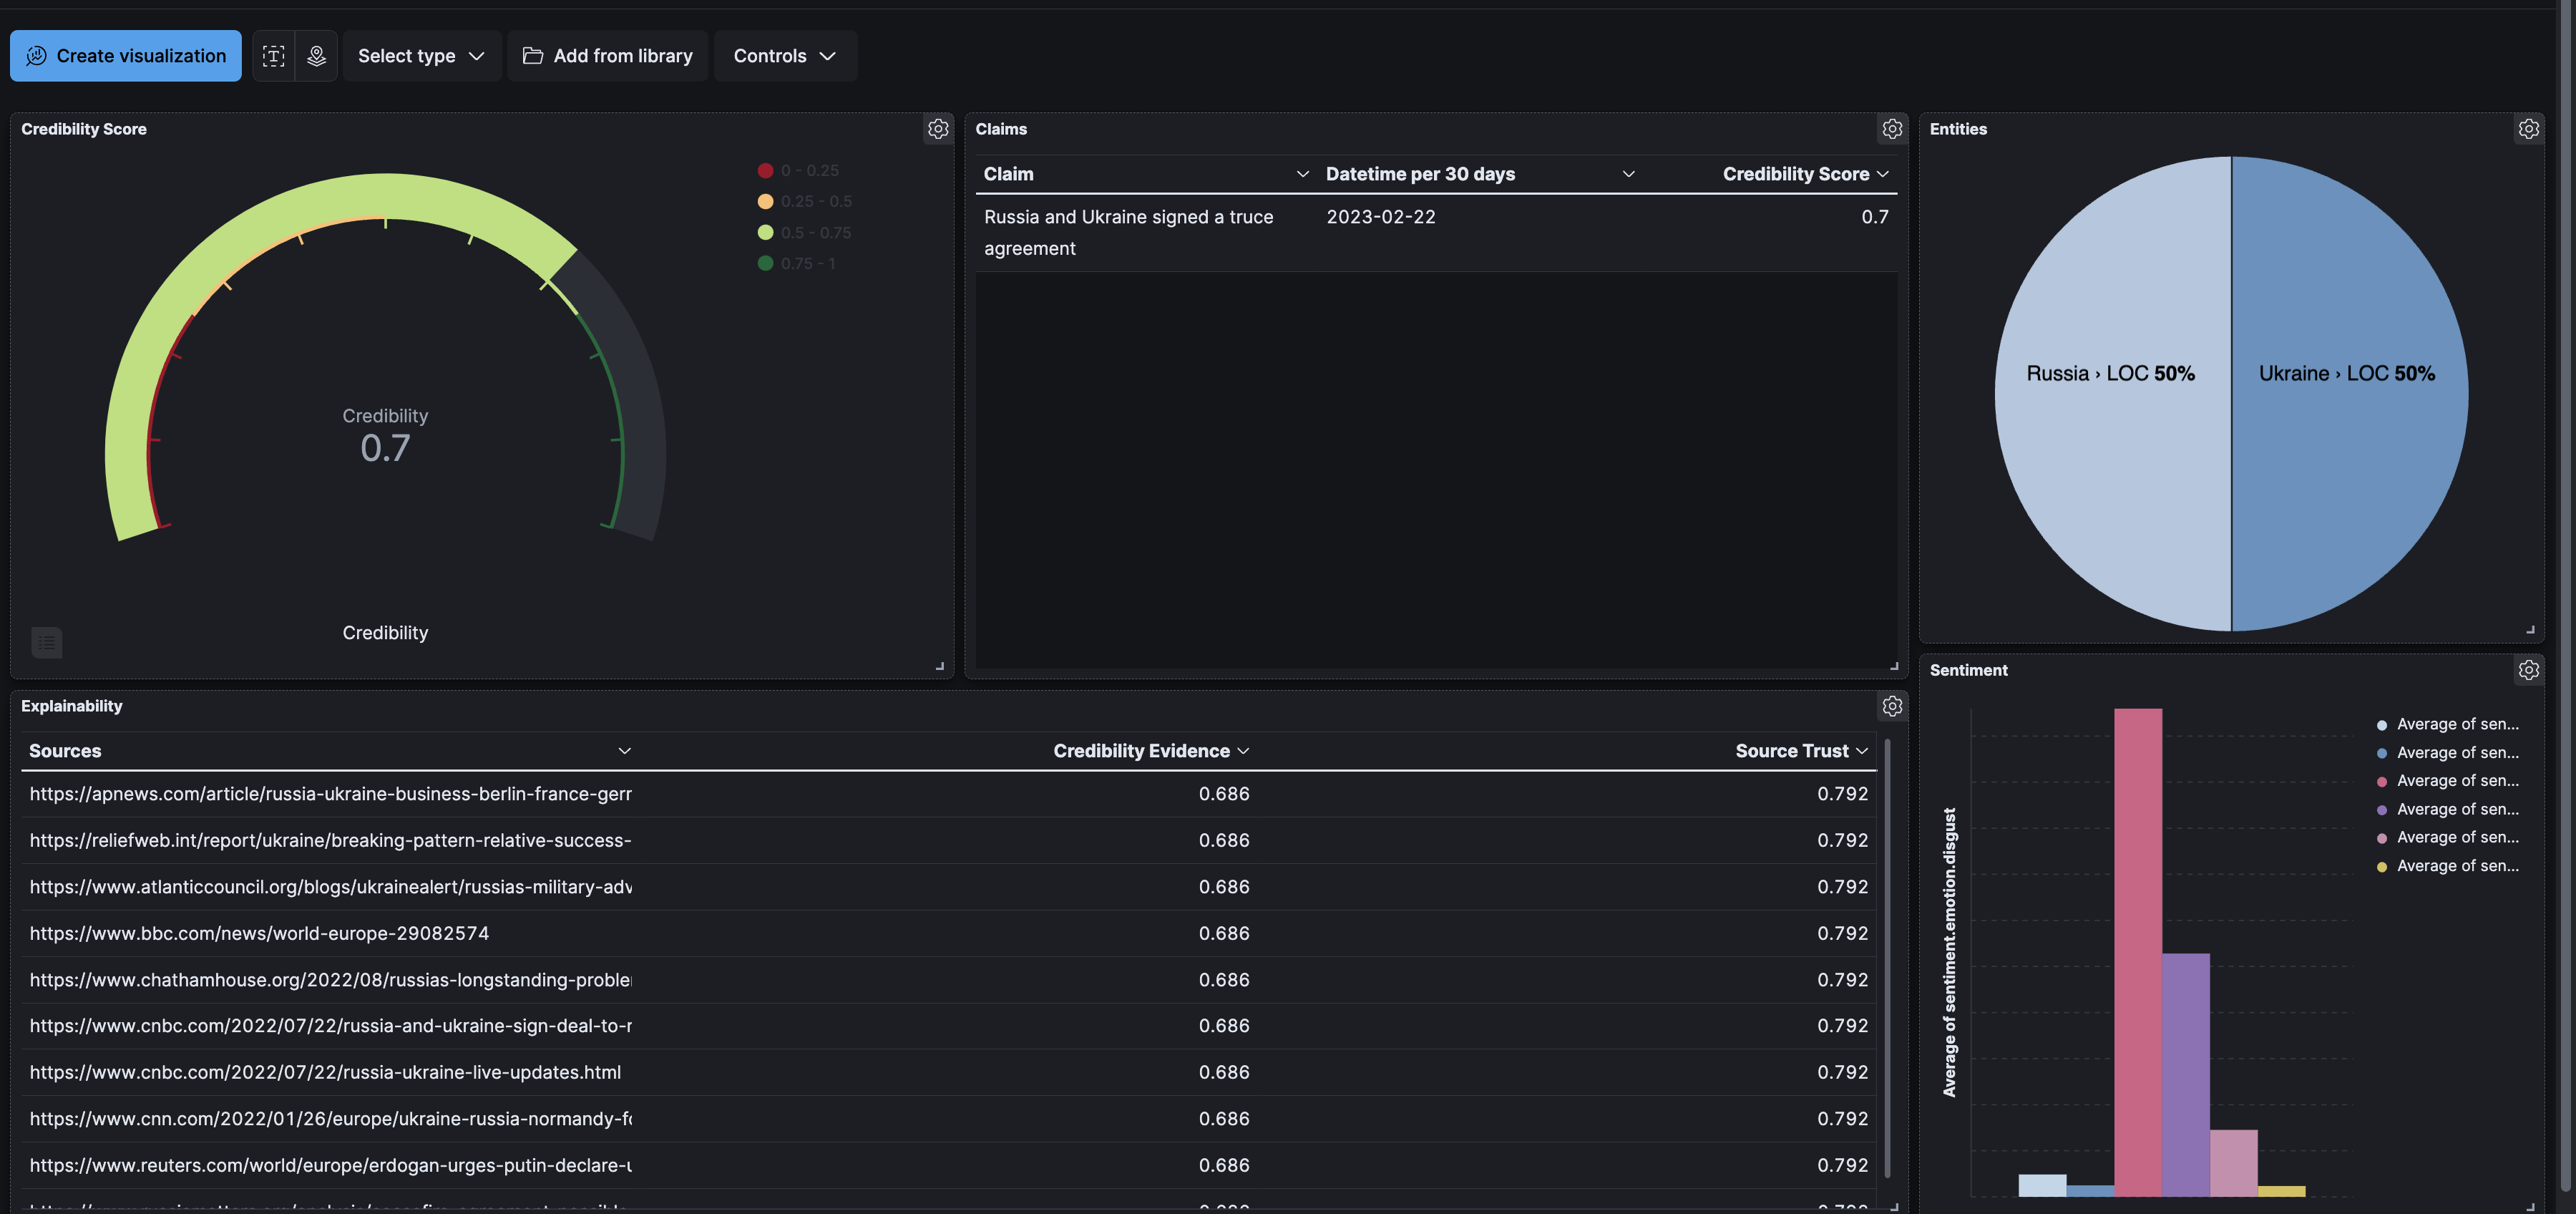 Create visualization
Select type
Add from library
Controls
Credibility Score
0 - 0.25
0.25 - 0.5
0.5 - 0.75
0.75 - 1
Credibility
0.7
Credibility
Claims
Claim Datetime per 30 days Credibility Score
Russia and Ukraine signed a truce 2023-02-22 0.7
agreement
Entities
Russia › LOC 50% Ukraine › LOC 50%
Explainability
Sources Credibility Evidence Source Trust
https://apnews.com/article/russia-ukraine-business-berlin-france-gerr 0.686 0.792
https://reliefweb.int/report/ukraine/breaking-pattern-relative-success- 0.686 0.792
https://www.atlanticcouncil.org/blogs/ukrainealert/russias-military-adv 0.686 0.792
https://www.bbc.com/news/world-europe-29082574 0.686 0.792
https://www.chathamhouse.org/2022/08/russias-longstanding-probler 0.686 0.792
https://www.cnbc.com/2022/07/22/russia-and-ukraine-sign-deal-to-r 0.686 0.792
https://www.cnbc.com/2022/07/22/russia-ukraine-live-updates.html 0.686 0.792
https://www.cnn.com/2022/01/26/europe/ukraine-russia-normandy-fo 0.686 0.792
https://www.reuters.com/world/europe/erdogan-urges-putin-declare-u 0.686 0.792
Sentiment
Average of sentiment.emotion.disgust
Average of sen...
Average of sen...
Average of sen...
Average of sen...
Average of sen...
Average of sen...